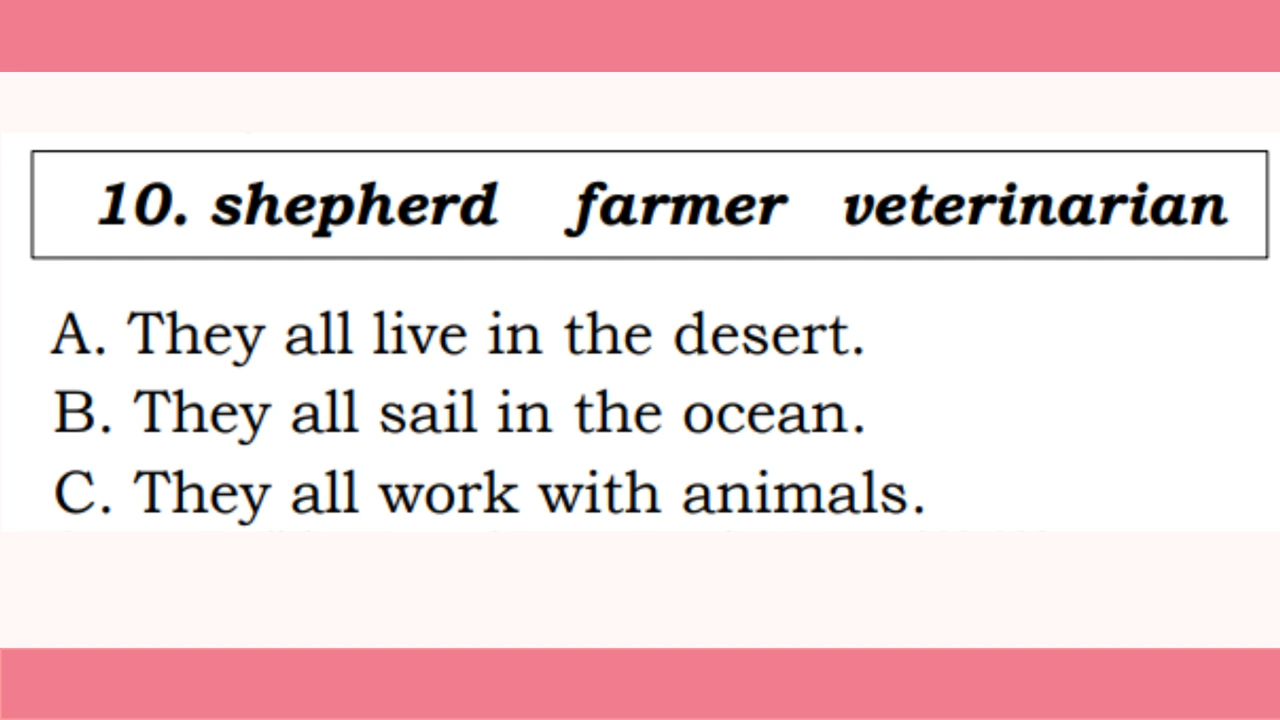 10. shepherd farmer veterinarian
A. They all live in the desert.
B. They all sail in the ocean.
C. They all work with animals.